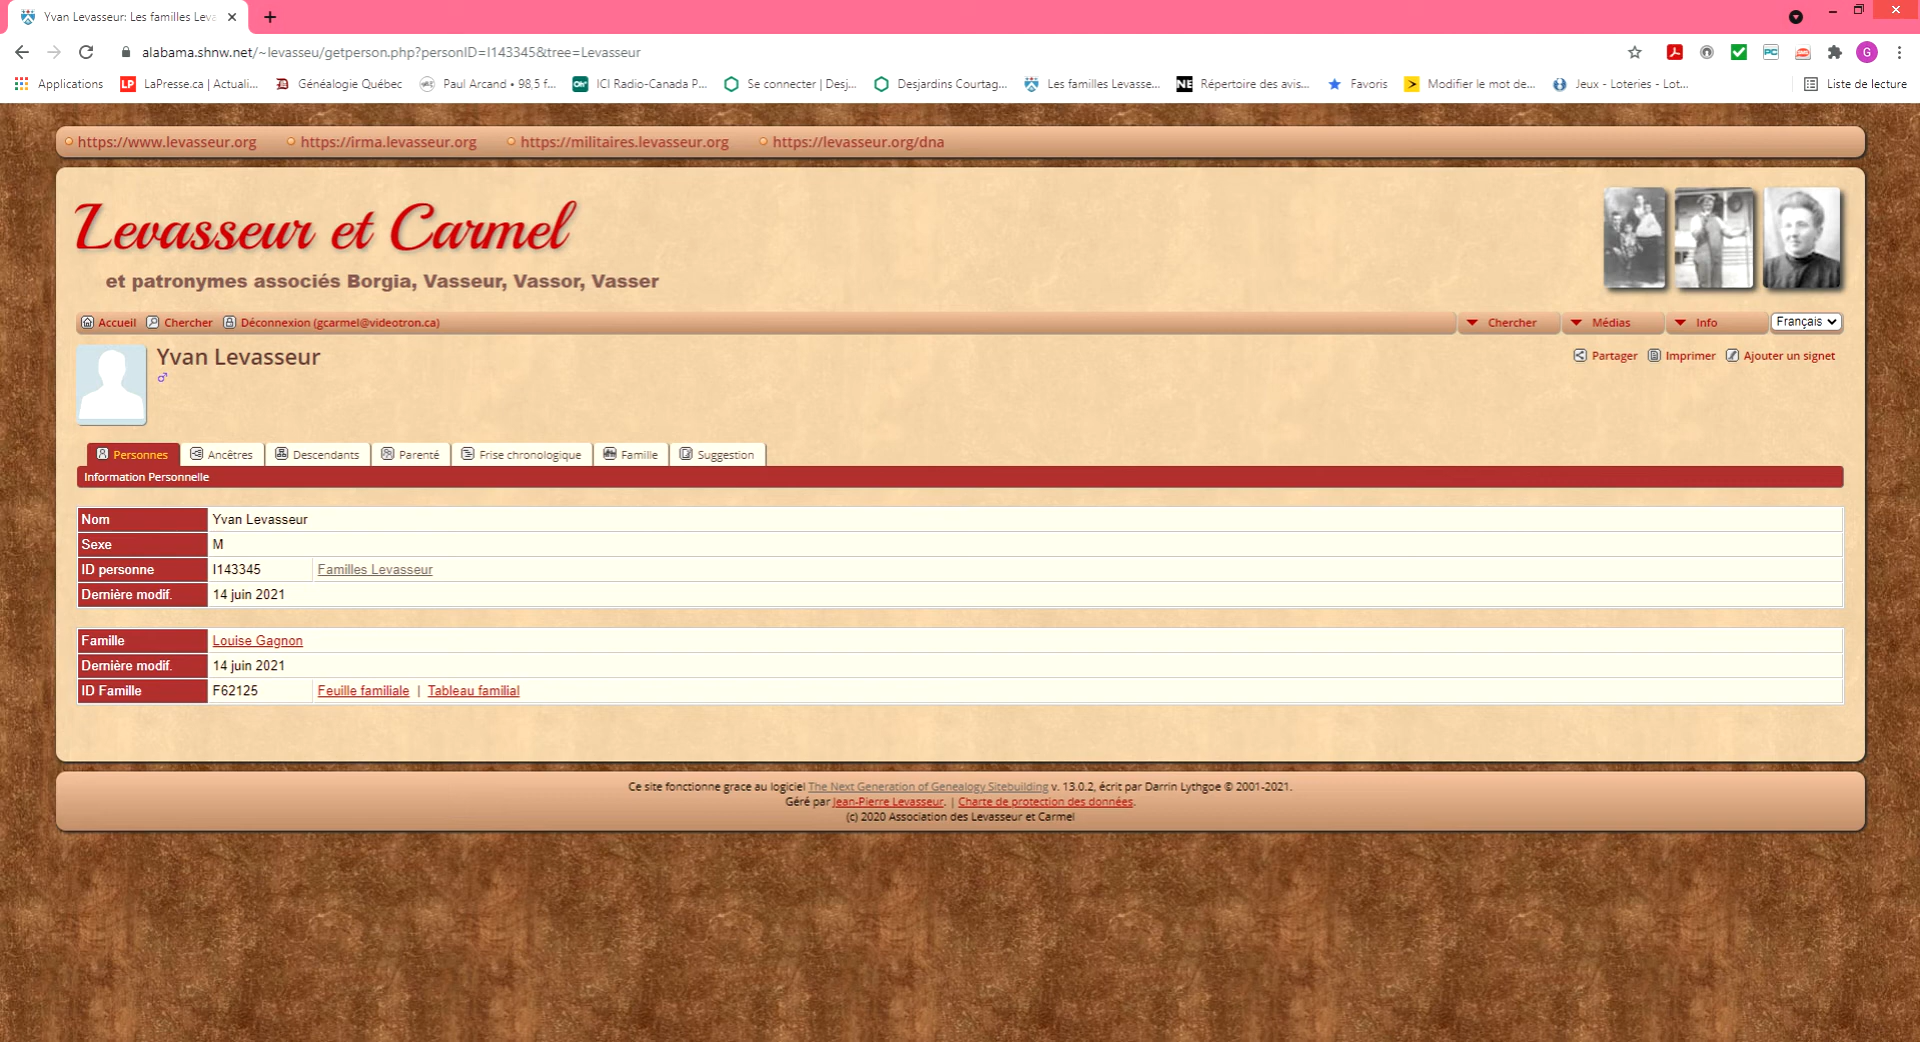 Yvan Levasseur: Les familles Leva
alabama.shnw.net/~levasseu/getperson.php?personID=I143345&tree=Levasseur
G
Applications LaPresse.ca | Actuali... Généalogie Québec Paul Arcand • 98,5 f... ICI Radio-Canada P... Se connecter | Desj... Desjardins Courtag... Les familles Levasse... Répertoire des avis... Favoris Modifier le mot de... Jeux - Loteries - Lot... Liste de lecture
https://www.levasseur.org https://irma.levasseur.org https://militaires.levasseur.org https://levasseur.org/dna
Levasseur et Carmel
et patronymes associés Borgia, Vasseur, Vassor, Vasser
Accueil Chercher Déconnexion (gcarmel@videotron.ca) Chercher Médias Info Français
Yvan Levasseur
♂
Partager Imprimer Ajouter un signet
Personnes Ancêtres Descendants Parenté Frise chronologique Famille Suggestion
Information Personnelle
Nom Yvan Levasseur
Sexe M
ID personne I143345 Familles Levasseur
Dernière modif. 14 juin 2021
Famille Louise Gagnon
Dernière modif. 14 juin 2021
ID Famille F62125 Feuille familiale | Tableau familial
Ce site fonctionne grace au logiciel The Next Generation of Genealogy Sitebuilding v. 13.0.2, écrit par Darrin Lythgoe © 2001-2021.
Géré par Jean-Pierre Levasseur. | Charte de protection des données.
(c) 2020 Association des Levasseur et Carmel